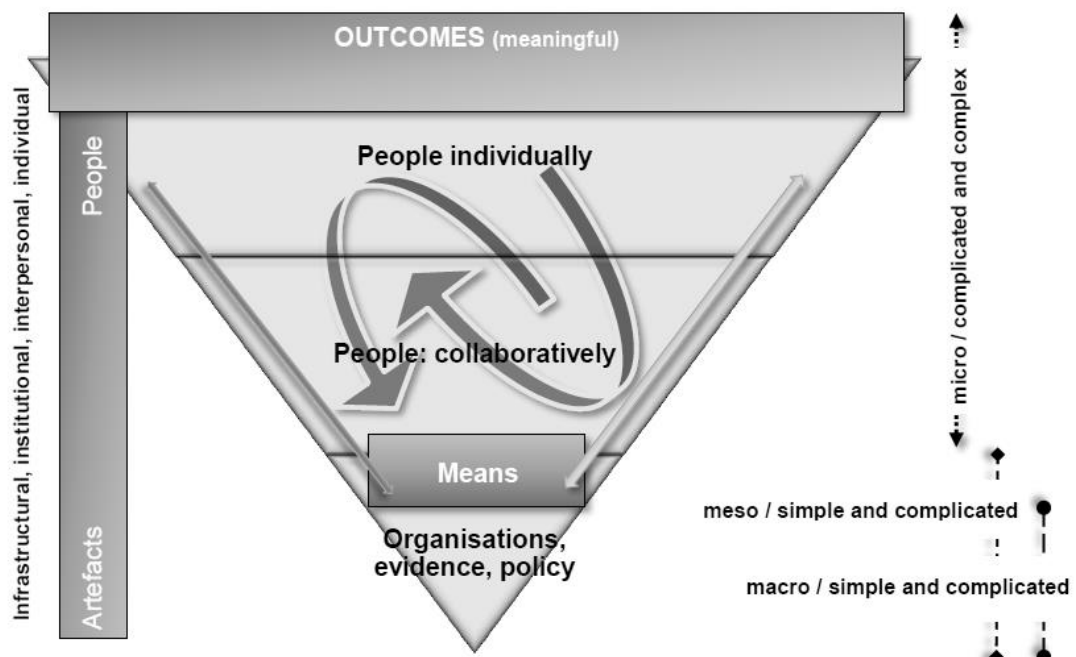 OUTCOMES (meaningful)
Infrastructural, institutional, interpersonal, individual
People
Artefacts
People individually
People: collaboratively
Means
Organisations,
evidence, policy
micro / complicated and complex
meso / simple and complicated
macro / simple and complicated